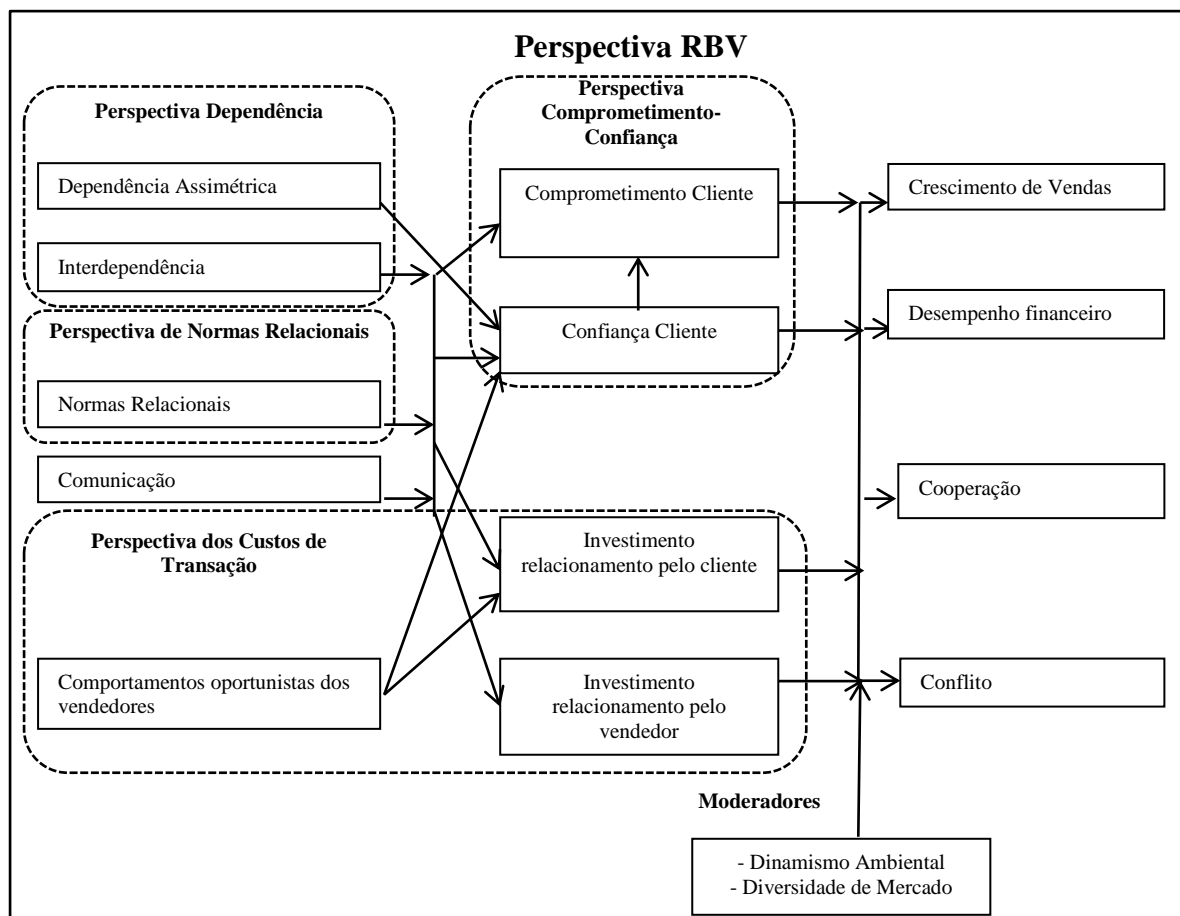 Perspectiva RBV
Perspectiva Dependência
Dependência Assimétrica
Interdependência
Perspectiva de Normas Relacionais
Normas Relacionais
Comunicação
Perspectiva dos Custos de
Transação
Comportamentos oportunistas dos
vendedores
Perspectiva
Comprometimento-
Confiança
Comprometimento Cliente
Confiança Cliente
Investimento
relacionamento pelo cliente
Investimento
relacionamento pelo
vendedor
Crescimento de Vendas
Desempenho financeiro
Cooperação
Conflito
Moderadores
- Dinamismo Ambiental
- Diversidade de Mercado